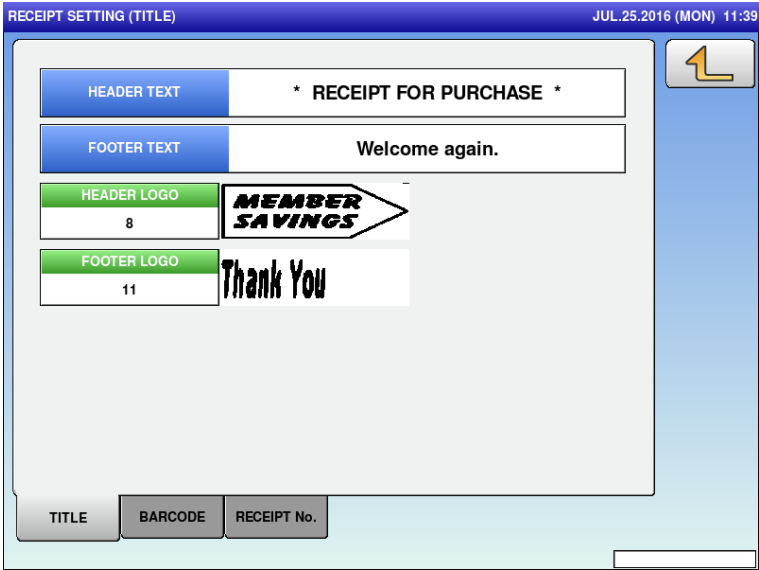 RECEIPT SETTING (TITLE) JUL.25.2016 (MON) 11:39
HEADER TEXT * RECEIPT FOR PURCHASE *
FOOTER TEXT Welcome again.
HEADER LOGO
8
MEMBER
SAVINGS
FOOTER LOGO
11
Thank You
TITLE BARCODE RECEIPT No.